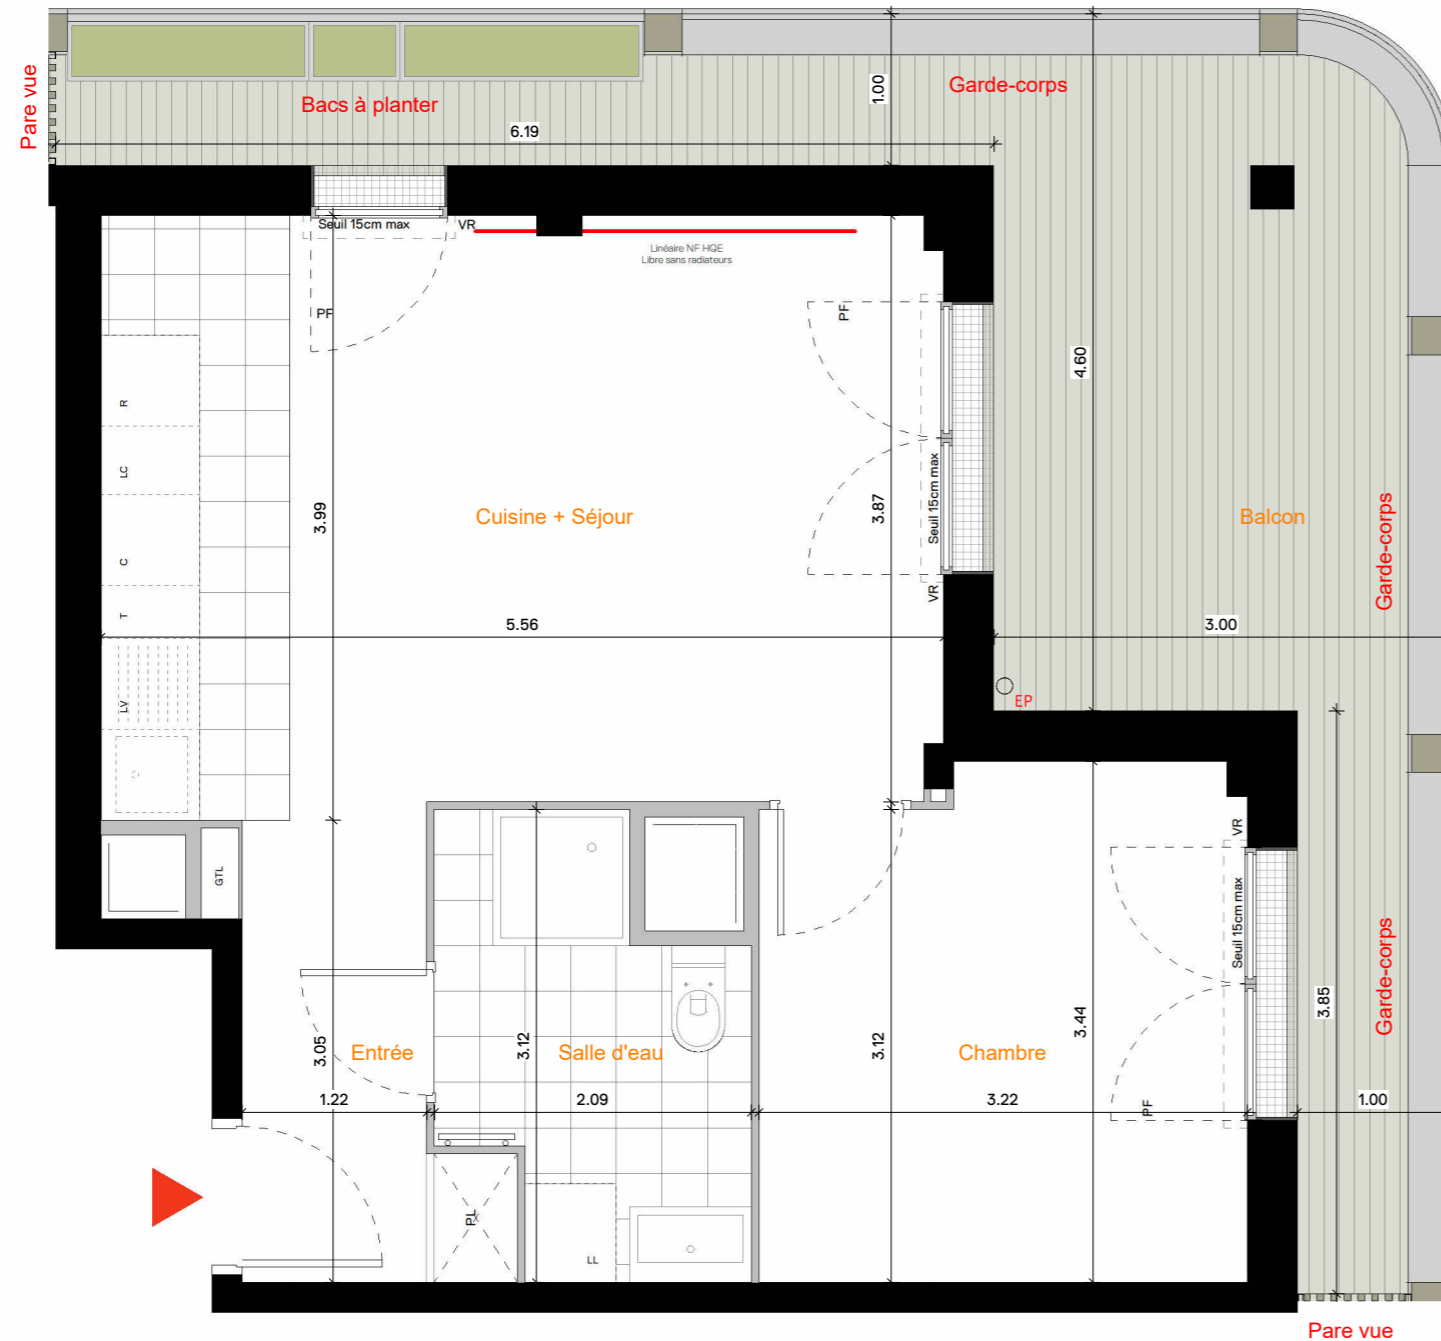 Pare vue
Bacs à planter
6.19
1.00
Garde-corps
Seuil 15cm max
VR
Linéaire NF HQE
Libre sans radiateurs
PF
PF
4.60
R
LC
C
T
LV
3.99
Cuisine + Séjour
3.87
Seuil 15cm max
VR
Balcon
Garde-corps
5.56
3.00
EP
GTL
VR
Seuil 15cm max
Garde-corps
3.05
Entrée
3.12
Salle d'eau
3.12
Chambre
3.44
3.85
1.22
2.09
3.22
PF
1.00
PL
LL
Pare vue